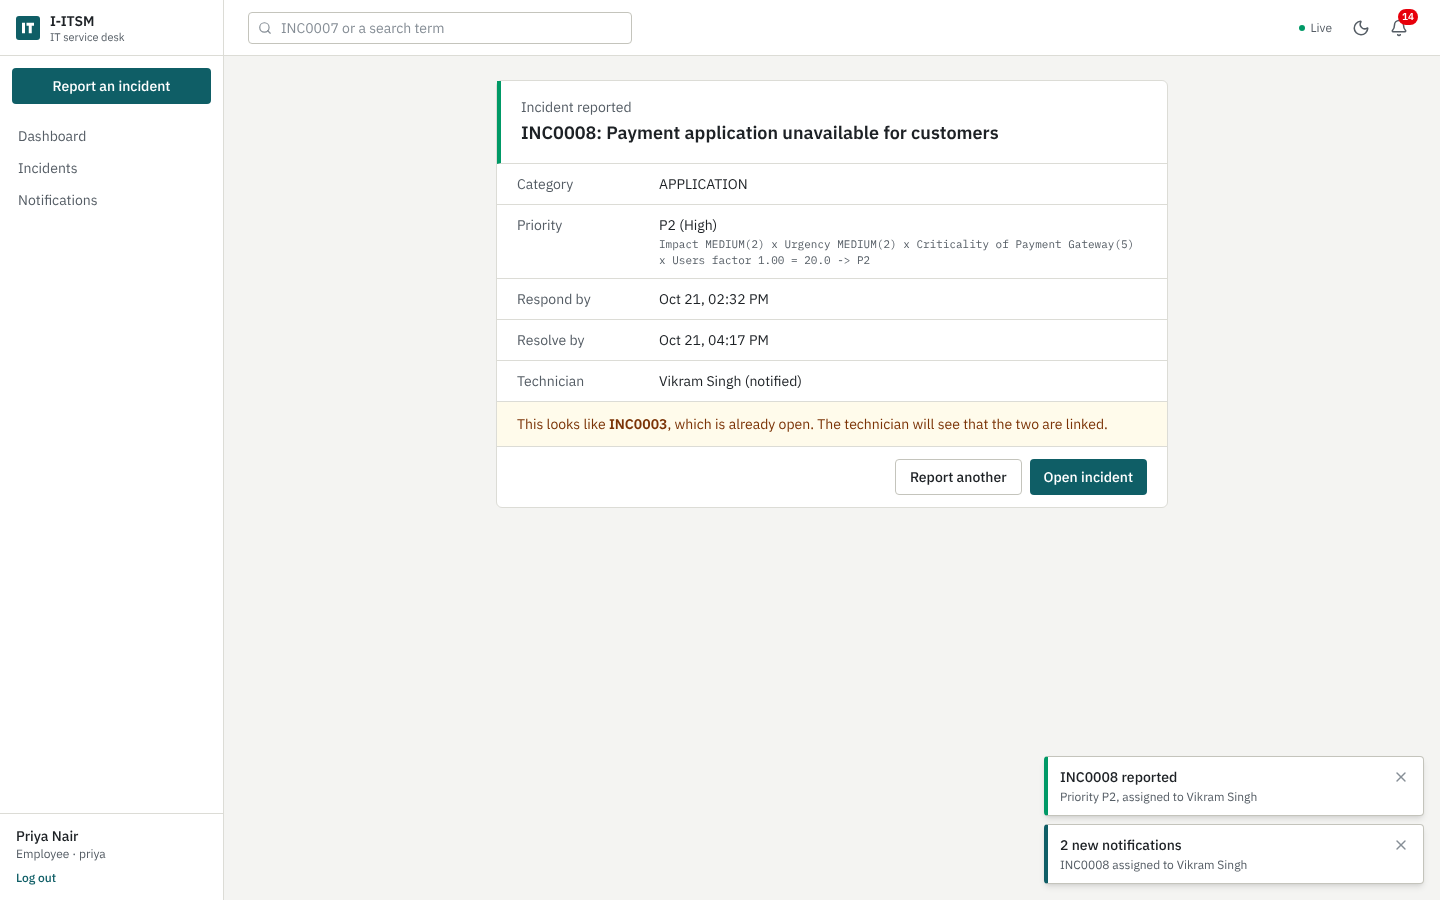 IT
I-ITSM
IT service desk
INC0007 or a search term
Live
14
Report an incident
Dashboard
Incidents
Notifications
Incident reported
INC0008: Payment application unavailable for customers
Category APPLICATION
Priority P2 (High)
Impact MEDIUM(2) x Urgency MEDIUM(2) x Criticality of Payment Gateway(5)
x Users factor 1.00 = 20.0 -> P2
Respond by Oct 21, 02:32 PM
Resolve by Oct 21, 04:17 PM
Technician Vikram Singh (notified)
This looks like INC0003, which is already open. The technician will see that the two are linked.
Report another Open incident
INC0008 reported
Priority P2, assigned to Vikram Singh
2 new notifications
INC0008 assigned to Vikram Singh
Priya Nair
Employee · priya
Log out